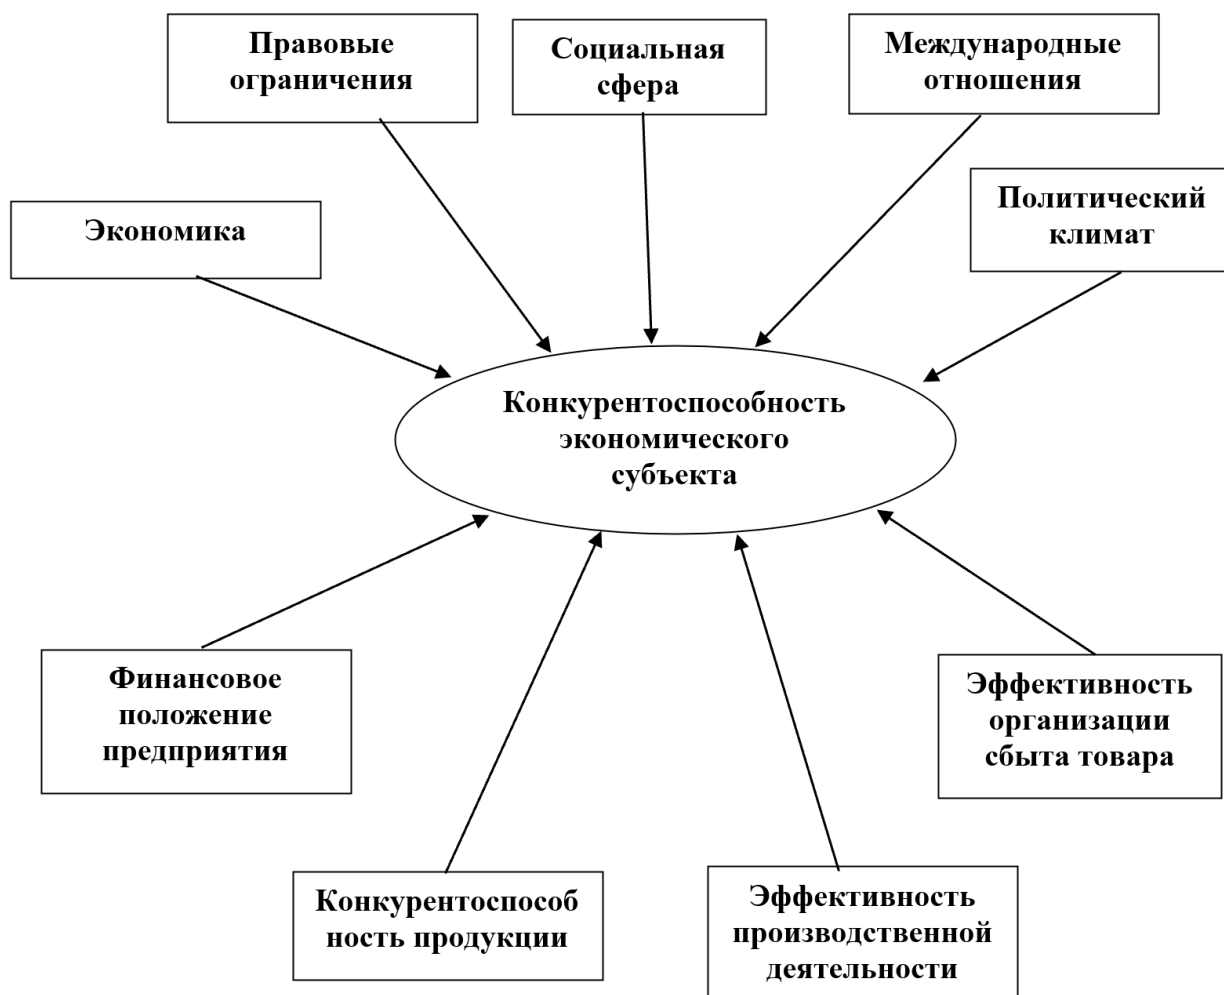 Правовые
ограничения
Социальная
сфера
Международные
отношения
Экономика
Политический
климат
Конкурентоспособность
экономического
субъекта
Финансовое
положение
предприятия
Эффективность
организации
сбыта товара
Конкурентоспособ
ность продукции
Эффективность
производственной
деятельности